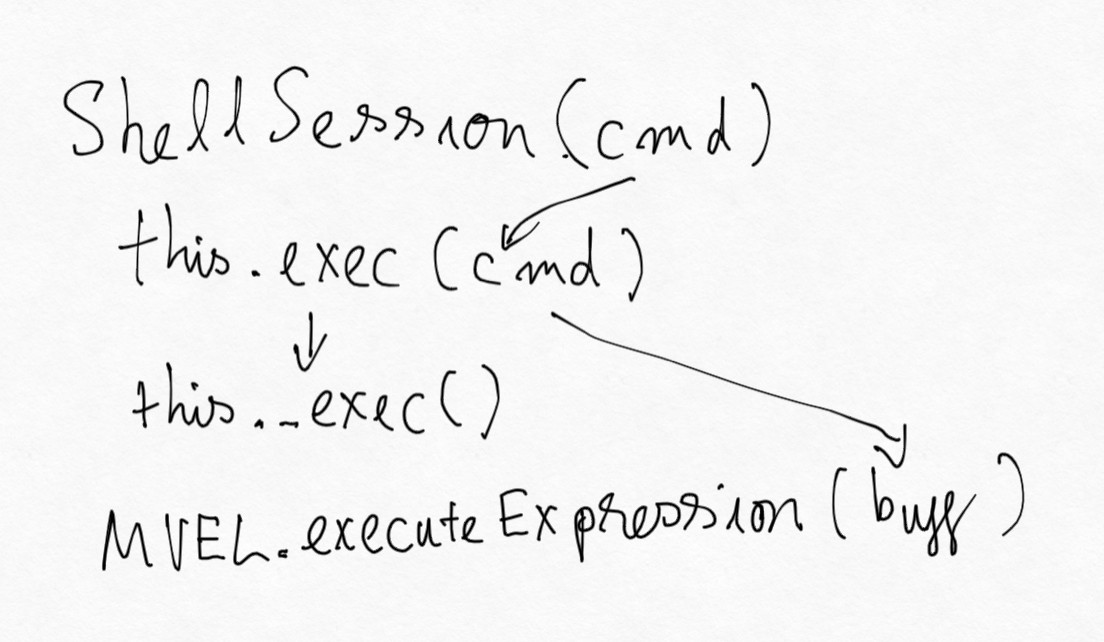 ShellSession(cmd)
this.exec(cmd)
this._exec()
MVEL.executeExpression(buff)